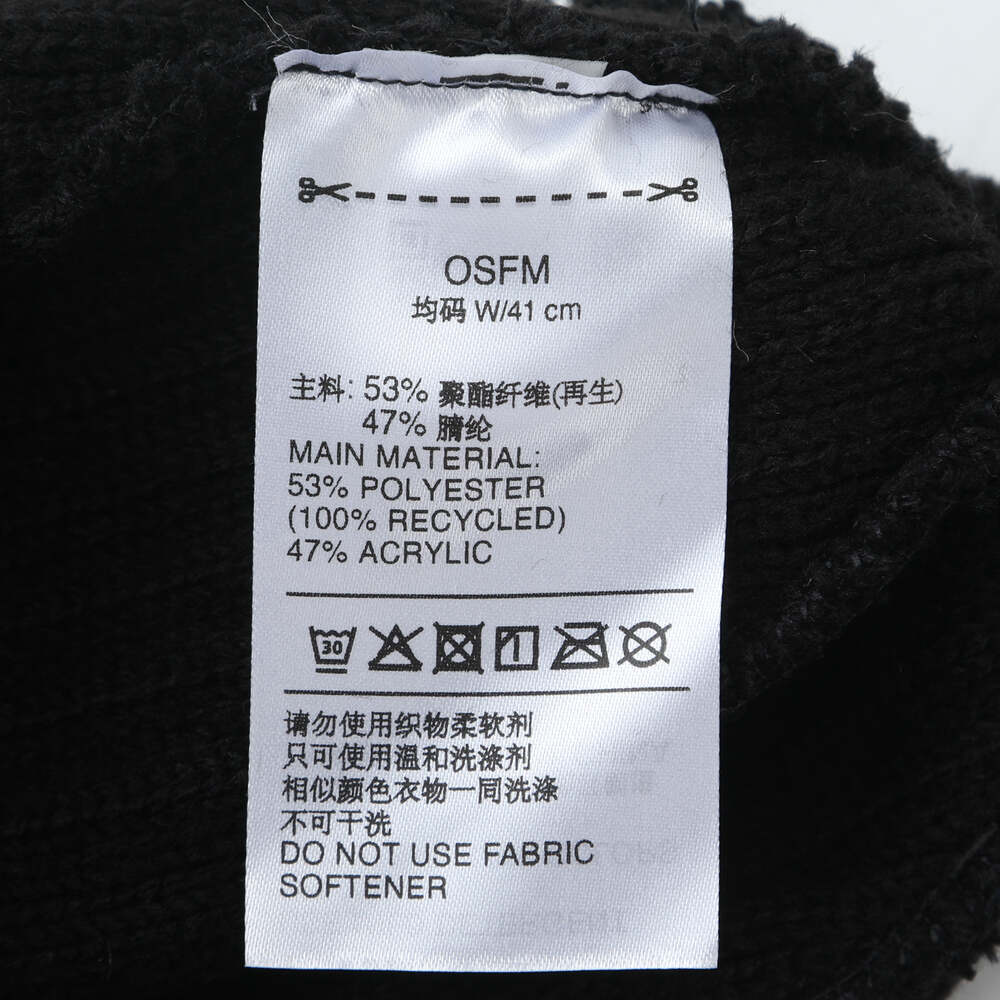 OSFM
均码 W/41 cm
主料: 53% 聚酯纤维(再生)
47% 腈纶
MAIN MATERIAL:
53% POLYESTER
(100% RECYCLED)
47% ACRYLIC
30
请勿使用织物柔软剂
只可使用温和洗涤剂
相似颜色衣物一同洗涤
不可干洗
DO NOT USE FABRIC
SOFTENER